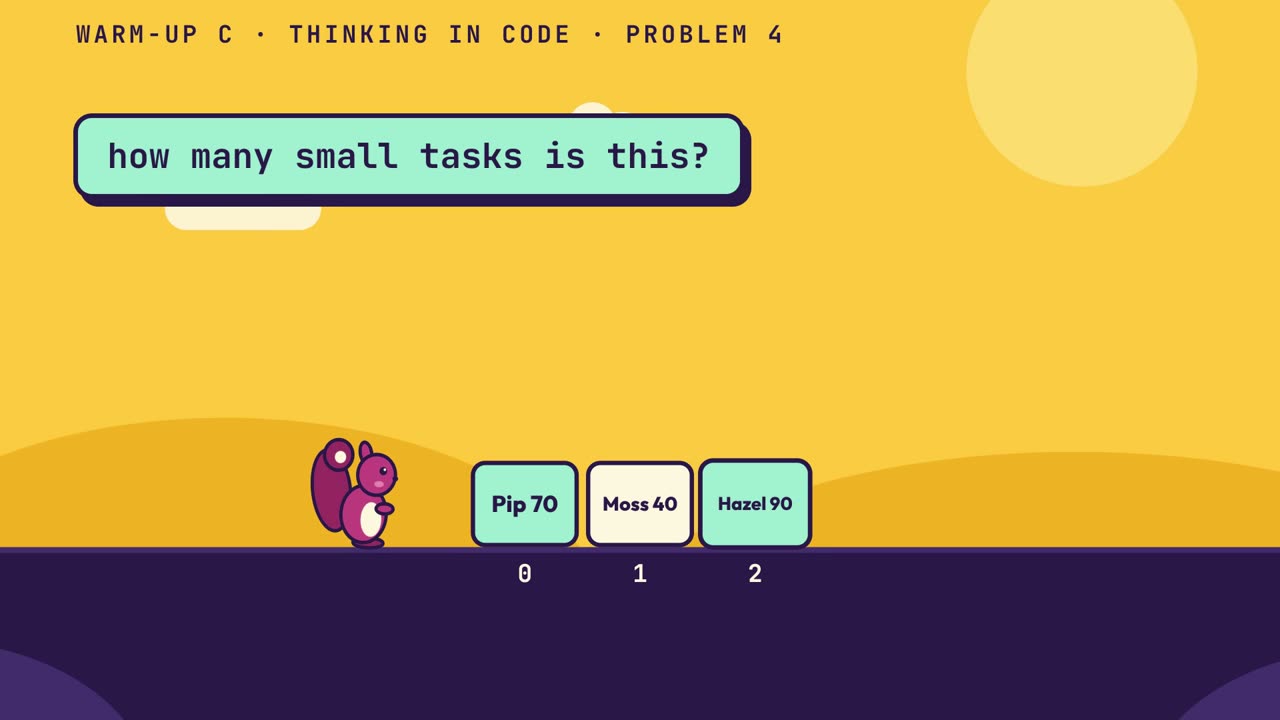 WARM-UP C · THINKING IN CODE · PROBLEM 4
how many small tasks is this?
Pip 70 Moss 40 Hazel 90
0 1 2